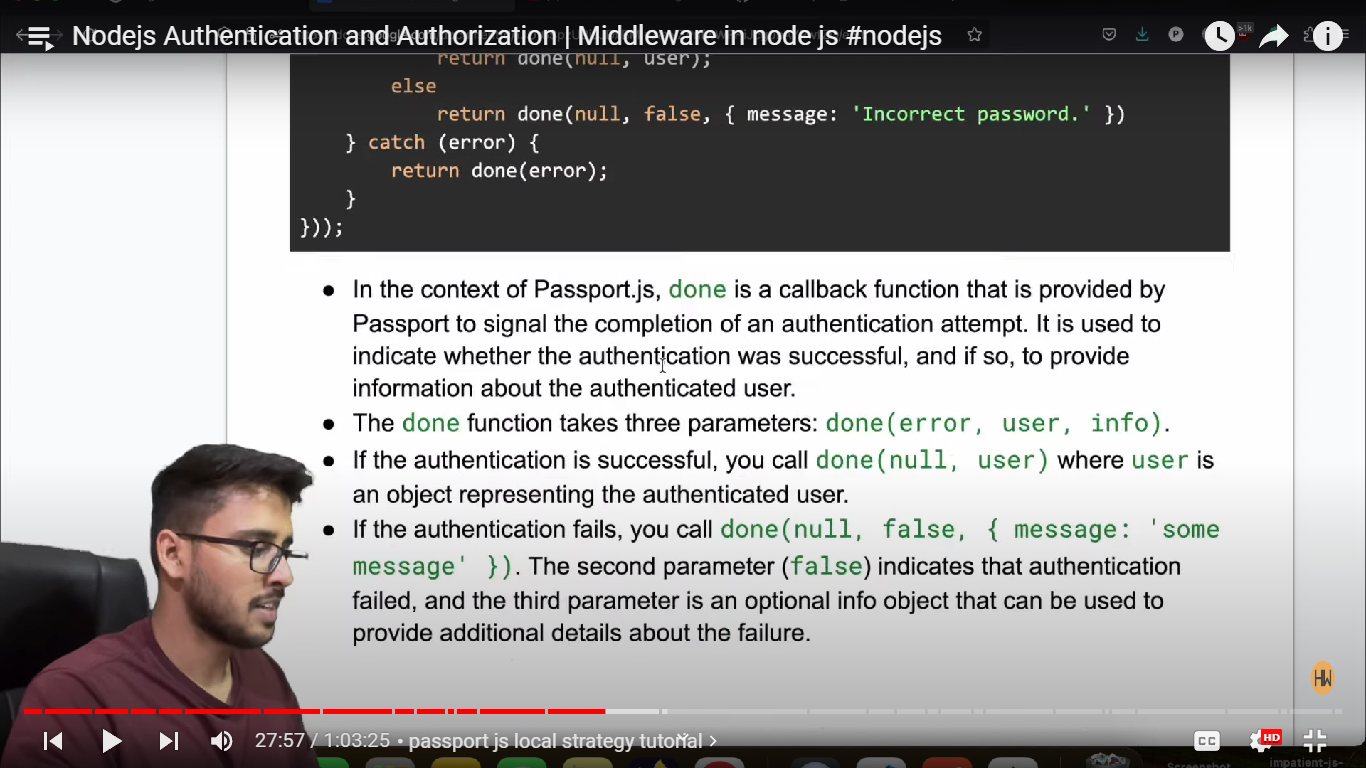 Nodejs Authentication and Authorization | Middleware in node js #nodejs
return done(null, user);
else
return done(null, false, { message: 'Incorrect password.' })
} catch (error) {
return done(error);
}
}));
● In the context of Passport.js, done is a callback function that is provided by
Passport to signal the completion of an authentication attempt. It is used to
indicate whether the authentication was successful, and if so, to provide
information about the authenticated user.
● The done function takes three parameters: done(error, user, info).
● If the authentication is successful, you call done(null, user) where user is
an object representing the authenticated user.
● If the authentication fails, you call done(null, false, { message: 'some
message' }). The second parameter (false) indicates that authentication
failed, and the third parameter is an optional info object that can be used to
provide additional details about the failure.
HW
27:57 / 1:03:25 • passport js local strategy tutorial >
CC
HD
Screenshot
impatient-js-